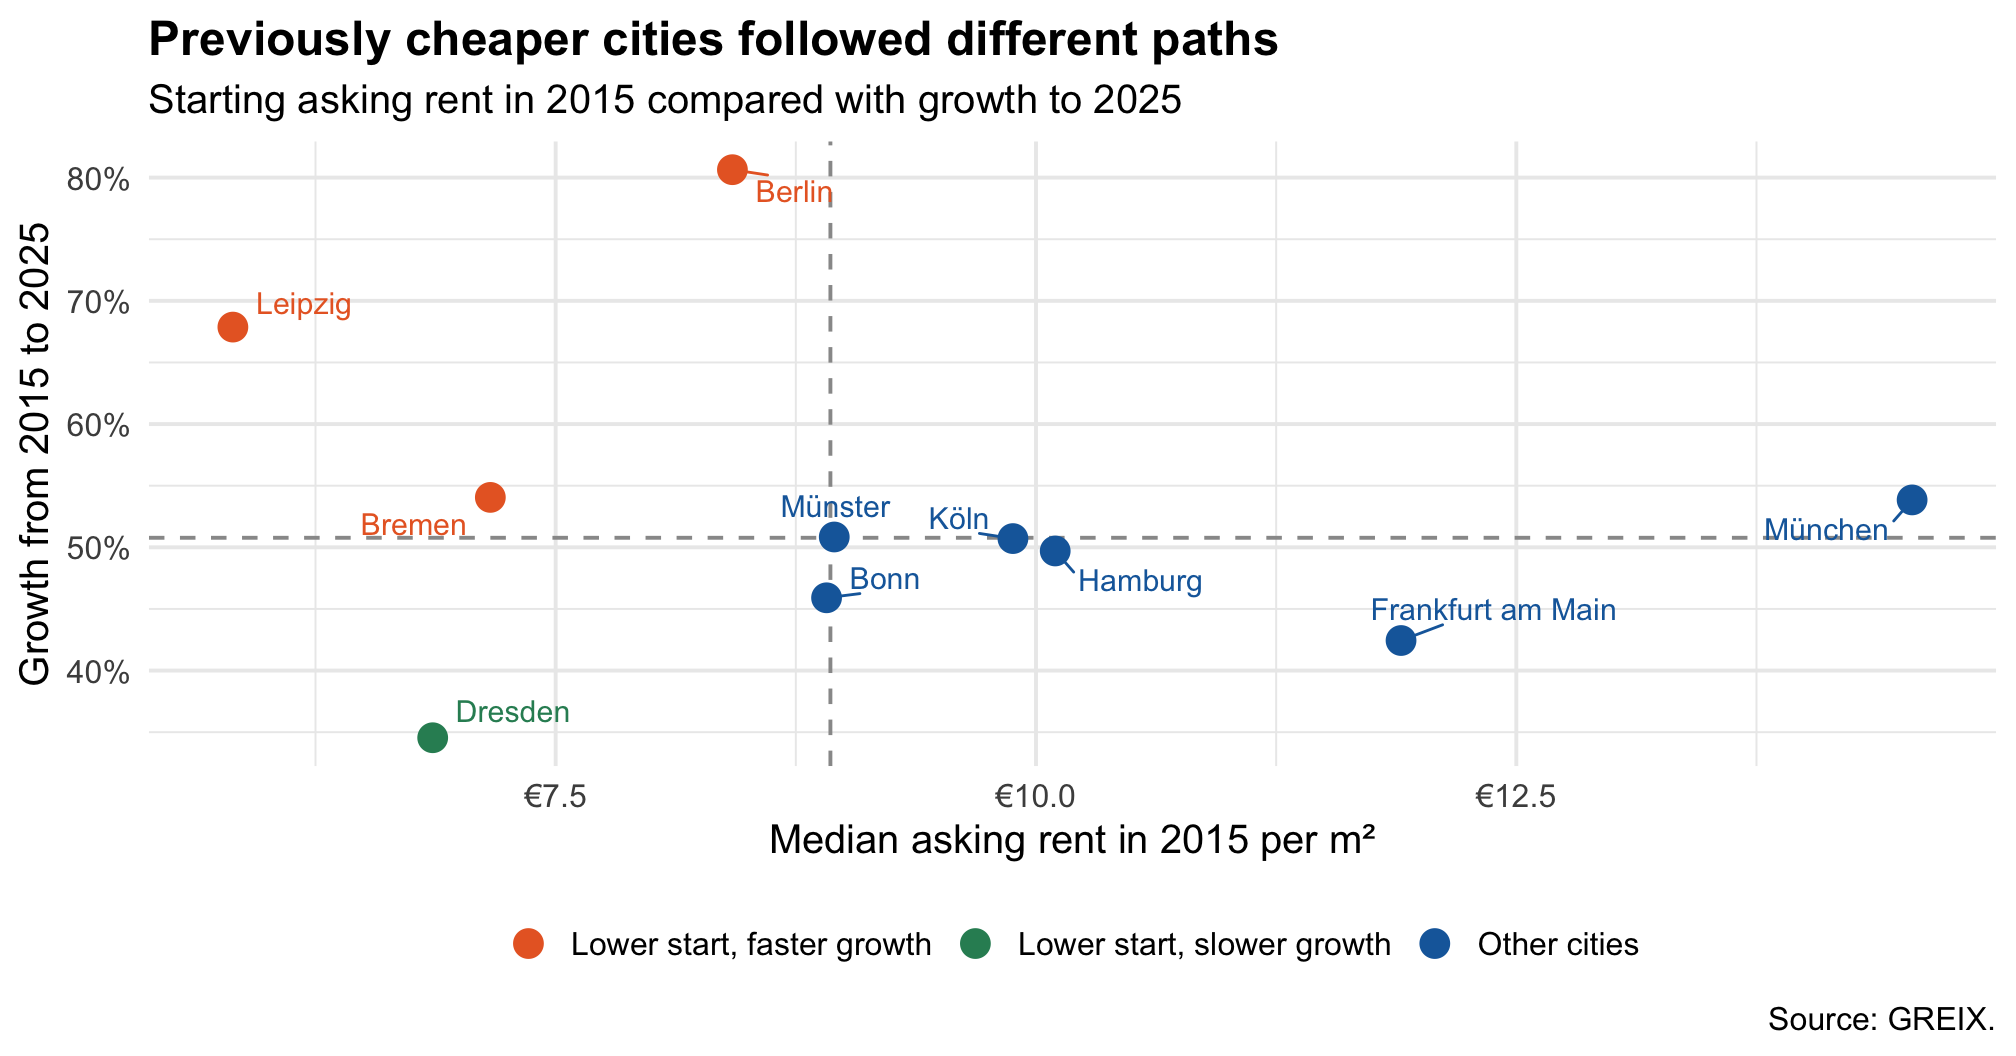 Previously cheaper cities followed different paths
Starting asking rent in 2015 compared with growth to 2025
Growth from 2015 to 2025
80%
70%
60%
50%
40%
Berlin
Leipzig
Bremen
Münster
Köln
München
Bonn
Hamburg
Frankfurt am Main
Dresden
€7.5
€10.0
€12.5
Median asking rent in 2015 per m²
Lower start, faster growth
Lower start, slower growth
Other cities
Source: GREIX.